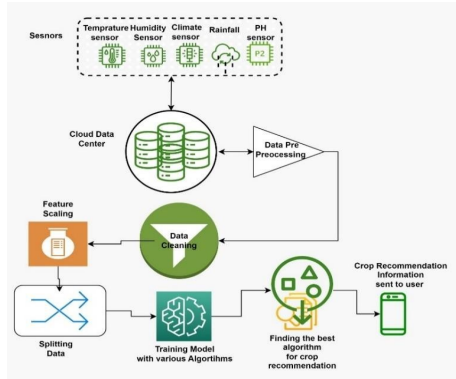 Sesnors
Temprature
sensor
Humidity
Sensor
Climate
sensor
Rainfall
PH
sensor
P2
Cloud Data
Center
Data Pre
Preocessing
Feature
Scaling
Data
Cleaning
Splitting
Data
Training Model
with various Algortihms
Finding the best
algorithm
for crop
recommendation
Crop Recommendation
Information
sent to user